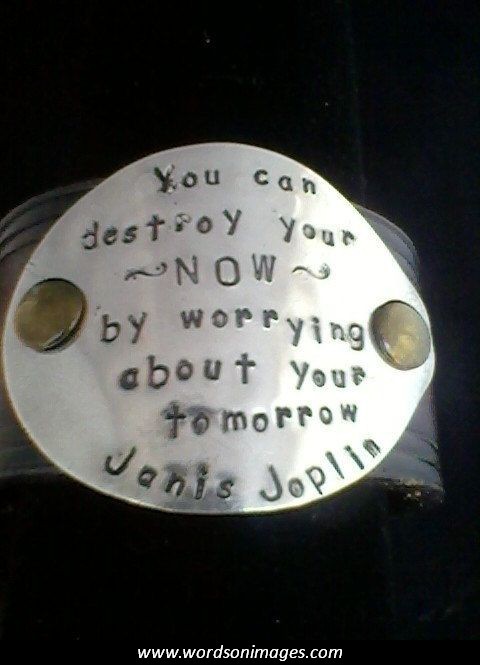 You can
destroy your
~NOW~
by worrying
about your
tomorrow
Janis Joplin
www.wordsonimages.com